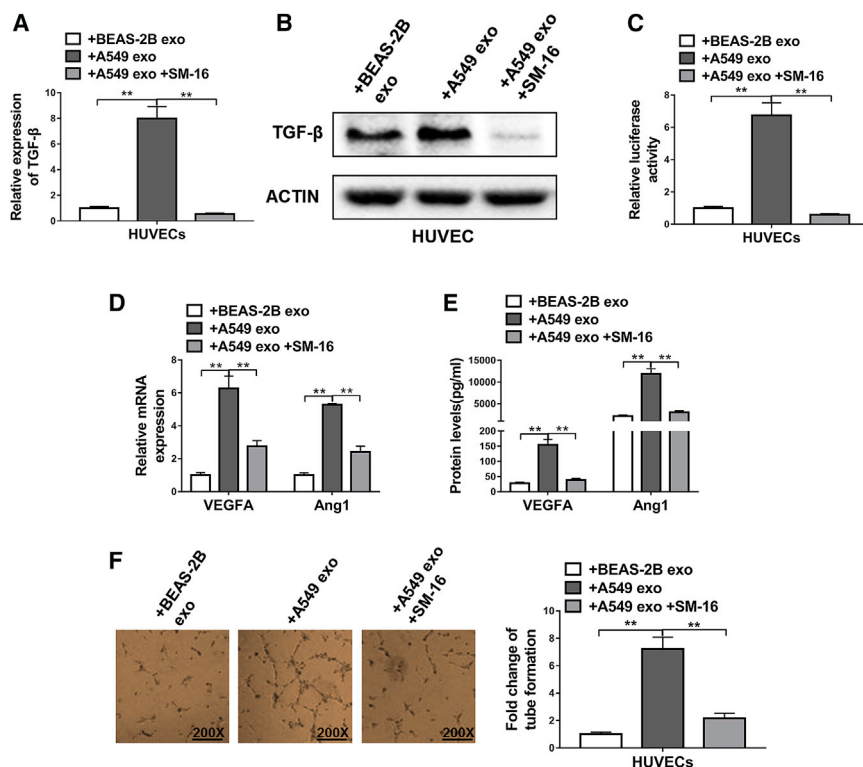 A
+BEAS-2B exo
+A549 exo
+A549 exo +SM-16
Relative expression
of TGF-β
10
8
6
4
2
0
**
**
HUVECs
B
+BEAS-2B
exo
+A549 exo
+A549 exo
+SM-16
TGF-β
ACTIN
HUVEC
C
+BEAS-2B exo
+A549 exo
+A549 exo +SM-16
Relative luciferase
activity
8
6
4
2
0
**
**
HUVECs
D
+BEAS-2B exo
+A549 exo
+A549 exo +SM-16
Relative mRNA
expression
8
6
4
2
0
**
**
**
**
VEGFA
Ang1
E
+BEAS-2B exo
+A549 exo
+A549 exo +SM-16
Protein levels(pg/ml)
15000
10000
5000
200
150
100
50
0
**
**
**
**
VEGFA
Ang1
F
+BEAS-2B
exo
+A549 exo
+A549 exo
+SM-16
200X
200X
200X
+BEAS-2B exo
+A549 exo
+A549 exo +SM-16
Fold change of
tube formation
10
8
6
4
2
0
**
**
HUVECs